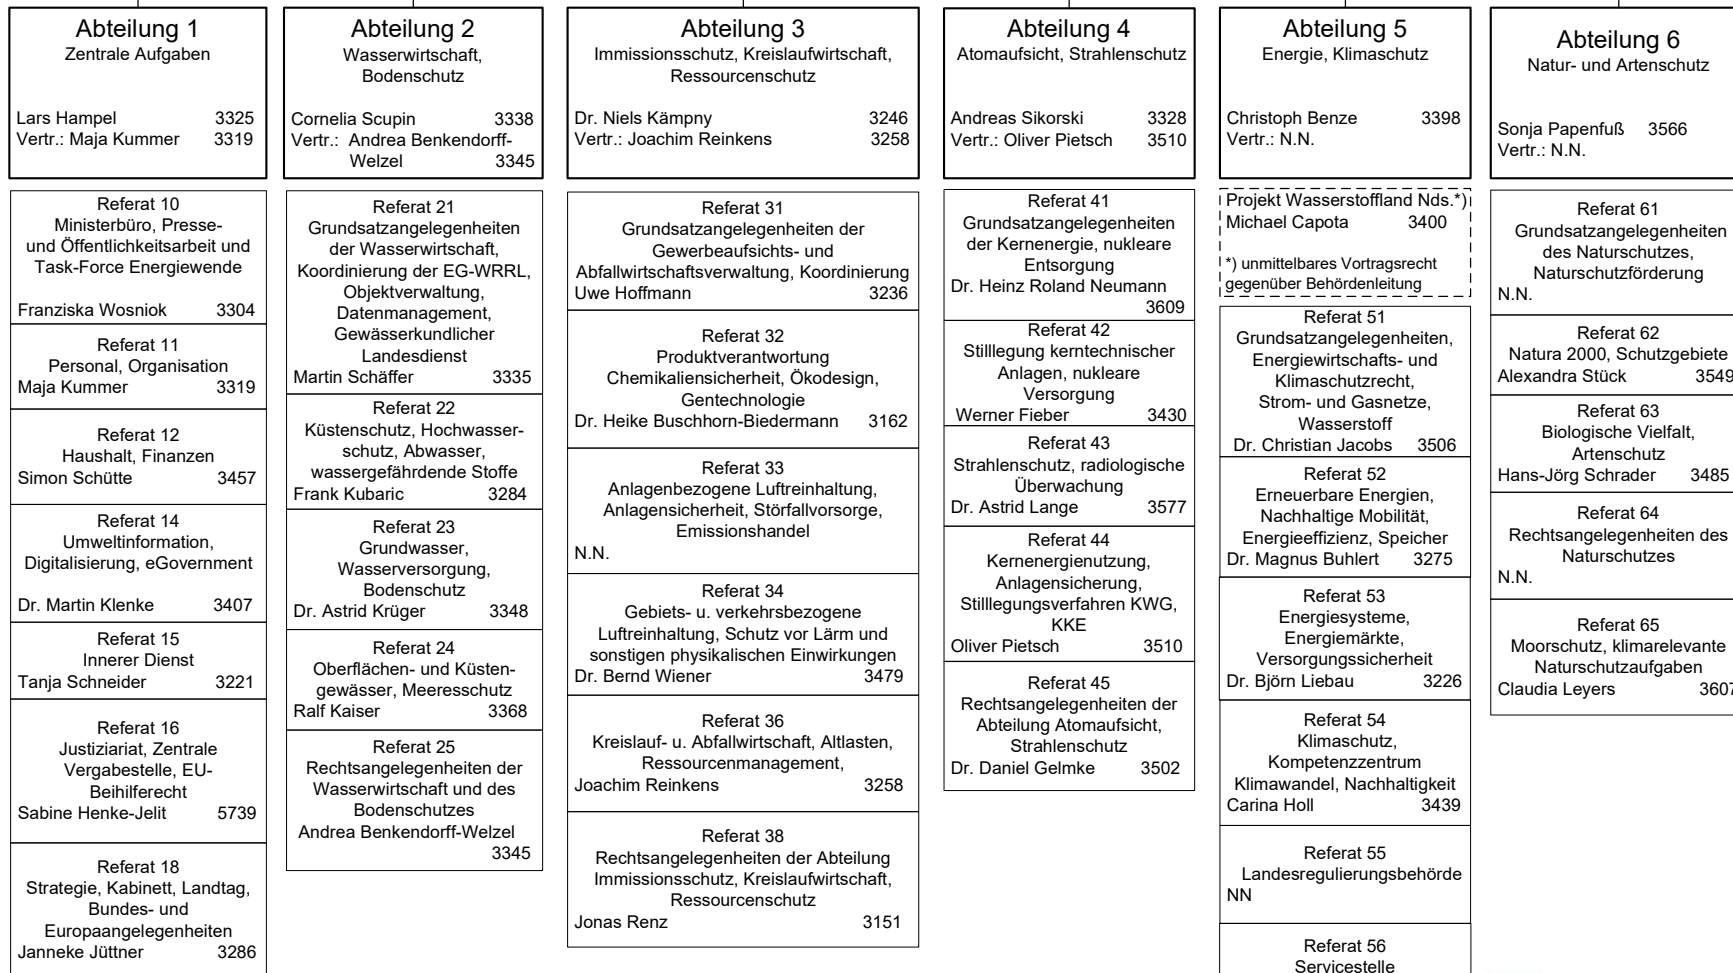 Abteilung 1
Zentrale Aufgaben
Lars Hampel 3325
Vertr.: Maja Kummer 3319
Referat 10
Ministerbüro, Presse-
und Öffentlichkeitsarbeit und
Task-Force Energiewende
Franziska Wosniok 3304
Referat 11
Personal, Organisation
Maja Kummer 3319
Referat 12
Haushalt, Finanzen
Simon Schütte 3457
Referat 14
Umweltinformation,
Digitalisierung, eGovernment
Dr. Martin Klenke 3407
Referat 15
Innerer Dienst
Tanja Schneider 3221
Referat 16
Justiziariat, Zentrale
Vergabestelle, EU-
Beihilferecht
Sabine Henke-Jelit 5739
Referat 18
Strategie, Kabinett, Landtag,
Bundes- und
Europaangelegenheiten
Janneke Jüttner 3286
Abteilung 2
Wasserwirtschaft,
Bodenschutz
Cornelia Scupin 3338
Vertr.: Andrea Benkendorff-
Welzel 3345
Referat 21
Grundsatzangelegenheiten
der Wasserwirtschaft,
Koordinierung der EG-WRRL,
Objektverwaltung,
Datenmanagement,
Gewässerkundlicher
Landesdienst
Martin Schäffer 3335
Referat 22
Küstenschutz, Hochwasser-
schutz, Abwasser,
wassergefährdende Stoffe
Frank Kubaric 3284
Referat 23
Grundwasser,
Wasserversorgung,
Bodenschutz
Dr. Astrid Krüger 3348
Referat 24
Oberflächen- und Küsten-
gewässer, Meeresschutz
Ralf Kaiser 3368
Referat 25
Rechtsangelegenheiten der
Wasserwirtschaft und des
Bodenschutzes
Andrea Benkendorff-Welzel
3345
Abteilung 3
Immissionsschutz, Kreislaufwirtschaft,
Ressourcenschutz
Dr. Niels Kämpny 3246
Vertr.: Joachim Reinkens 3258
Referat 31
Grundsatzangelegenheiten der
Gewerbeaufsichts- und
Abfallwirtschaftsverwaltung, Koordinierung
Uwe Hoffmann 3236
Referat 32
Produktverantwortung
Chemikaliensicherheit, Ökodesign,
Gentechnologie
Dr. Heike Buschhorn-Biedermann 3162
Referat 33
Anlagenbezogene Luftreinhaltung,
Anlagensicherheit, Störfallvorsorge,
Emissionshandel
N.N.
Referat 34
Gebiets- u. verkehrsbezogene
Luftreinhaltung, Schutz vor Lärm und
sonstigen physikalischen Einwirkungen
Dr. Bernd Wiener 3479
Referat 36
Kreislauf- u. Abfallwirtschaft, Altlasten,
Ressourcenmanagement,
Joachim Reinkens 3258
Referat 38
Rechtsangelegenheiten der Abteilung
Immissionsschutz, Kreislaufwirtschaft,
Ressourcenschutz
Jonas Renz 3151
Abteilung 4
Atomaufsicht, Strahlenschutz
Andreas Sikorski 3328
Vertr.: Oliver Pietsch 3510
Referat 41
Grundsatzangelegenheiten
der Kernenergie, nukleare
Entsorgung
Dr. Heinz Roland Neumann
3609
Referat 42
Stilllegung kerntechnischer
Anlagen, nukleare
Versorgung
Werner Fieber 3430
Referat 43
Strahlenschutz, radiologische
Überwachung
Dr. Astrid Lange 3577
Referat 44
Kernenergienutzung,
Anlagensicherung,
Stilllegungsverfahren KWG,
KKE
Oliver Pietsch 3510
Referat 45
Rechtsangelegenheiten der
Abteilung Atomaufsicht,
Strahlenschutz
Dr. Daniel Gelmke 3502
Abteilung 5
Energie, Klimaschutz
Christoph Benze 3398
Vertr.: N.N.
Projekt Wasserstoffland Nds.*)
Michael Capota 3400
*) unmittelbares Vortragsrecht
gegenüber Behördenleitung
Referat 51
Grundsatzangelegenheiten,
Energiewirtschafts- und
Klimaschutzrecht,
Strom- und Gasnetze,
Wasserstoff
Dr. Christian Jacobs 3506
Referat 52
Erneuerbare Energien,
Nachhaltige Mobilität,
Energieeffizienz, Speicher
Dr. Magnus Buhlert 3275
Referat 53
Energiesysteme,
Energiemärkte,
Versorgungssicherheit
Dr. Björn Liebau 3226
Referat 54
Klimaschutz,
Kompetenzzentrum
Klimawandel, Nachhaltigkeit
Carina Holl 3439
Referat 55
Landesregulierungsbehörde
NN
Referat 56
Servicestelle
Abteilung 6
Natur- und Artenschutz
Sonja Papenfuß 3566
Vertr.: N.N.
Referat 61
Grundsatzangelegenheiten
des Naturschutzes,
Naturschutzförderung
N.N.
Referat 62
Natura 2000, Schutzgebiete
Alexandra Stück 3549
Referat 63
Biologische Vielfalt,
Artenschutz
Hans-Jörg Schrader 3485
Referat 64
Rechtsangelegenheiten des
Naturschutzes
N.N.
Referat 65
Moorschutz, klimarelevante
Naturschutzaufgaben
Claudia Leyers 3607